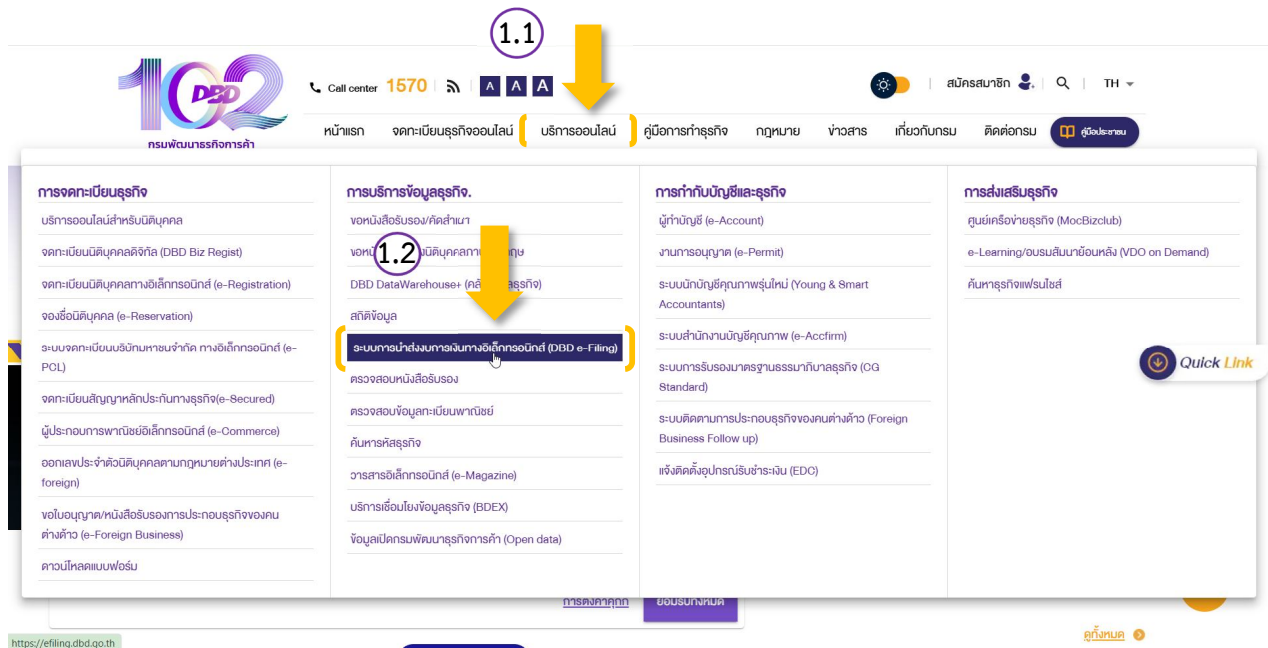 1.1
102
DBD
กรมพัฒนาธุรกิจการค้า
Call center 1570 A A A
สมัครสมาชิก TH
หน้าแรก จดทะเบียนธุรกิจออนไลน์ บริการออนไลน์ คู่มือการทำธุรกิจ กฎหมาย ข่าวสาร เกี่ยวกับกรม ติดต่อกรม คู่มือประชาชน
การจดทะเบียนธุรกิจ
บริการออนไลน์สำหรับนิติบุคคล
จดทะเบียนนิติบุคคลดิจิทัล (DBD Biz Regist)
จดทะเบียนนิติบุคคลทางอิเล็กทรอนิกส์ (e-Registration)
จองชื่อนิติบุคคล (e-Reservation)
ระบบจดทะเบียนบริษัทมหาชนจำกัด ทางอิเล็กทรอนิกส์ (e-
PCL)
จดทะเบียนสัญญาหลักประกันทางธุรกิจ(e-Secured)
ผู้ประกอบการพาณิชย์อิเล็กทรอนิกส์ (e-Commerce)
ออกเลขประจำตัวนิติบุคคลตามกฎหมายต่างประเทศ (e-
foreign)
ขอใบอนุญาต/หนังสือรับรองการประกอบธุรกิจของคน
ต่างด้าว (e-Foreign Business)
ดาวน์โหลดแบบฟอร์ม
การบริการข้อมูลธุรกิจ.
ขอหนังสือรับรอง/คัดสำเนา
1.2
DBD DataWarehouse+
สถิติข้อมูล
ระบบการนำส่งงบการเงินทางอิเล็กทรอนิกส์ (DBD e-Filing)
ตรวจสอบหนังสือรับรอง
ตรวจสอบข้อมูลทะเบียนพาณิชย์
ค้นหารหัสธุรกิจ
วารสารอิเล็กทรอนิกส์ (e-Magazine)
บริการเชื่อมโยงข้อมูลธุรกิจ (BDEX)
ข้อมูลเปิดกรมพัฒนาธุรกิจการค้า (Open data)
การกำกับบัญชีและธุรกิจ
ผู้ทำบัญชี (e-Account)
งานการอนุญาต (e-Permit)
ระบบนักบัญชีคุณภาพรุ่นใหม่ (Young & Smart
Accountants)
ระบบสำนักงานบัญชีคุณภาพ (e-Accfirm)
ระบบการรับรองมาตรฐานธรรมาภิบาลธุรกิจ (CG
Standard)
ระบบติดตามการประกอบธุรกิจของคนต่างด้าว (Foreign
Business Follow up)
แจ้งติดตั้งอุปกรณ์รับชำระเงิน (EDC)
การส่งเสริมธุรกิจ
ศูนย์เครือข่ายธุรกิจ (MocBizclub)
e-Learning/อบรมสัมมนาย้อนหลัง (VDO on Demand)
ค้นหาธุรกิจแฟรนไชส์
Quick Link
การตั้งค่าคุกกี้ ยอมรับทั้งหมด
ดูทั้งหมด
https://efiling.dbd.go.th